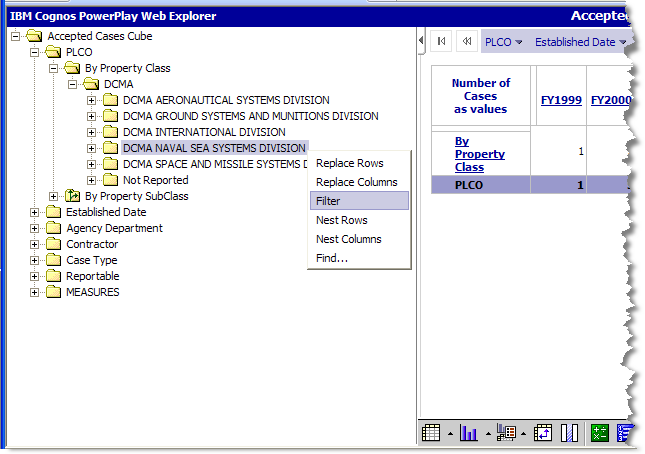 IBM Cognos PowerPlay Web Explorer
Accepted
Accepted Cases Cube
PLCO
By Property Class
DCMA
DCMA AERONAUTICAL SYSTEMS DIVISION
DCMA GROUND SYSTEMS AND MUNITIONS DIVISION
DCMA INTERNATIONAL DIVISION
DCMA NAVAL SEA SYSTEMS DIVISION
DCMA SPACE AND MISSILE SYSTEMS D
Not Reported
By Property SubClass
Established Date
Agency Department
Contractor
Case Type
Reportable
MEASURES
Replace Rows
Replace Columns
Filter
Nest Rows
Nest Columns
Find...
PLCO Established Date
Number of
Cases
as values
FY1999 FY2000
By
Property
Class
1
PLCO 1